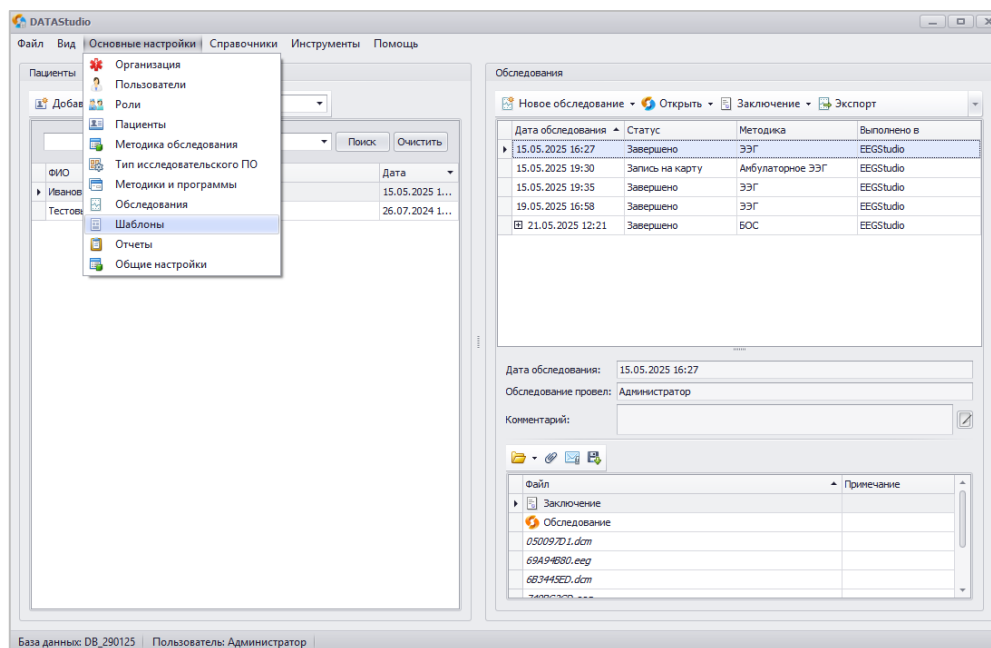 DATAStudio
Файл Вид Основные настройки Справочники Инструменты Помощь
Пациенты
Добав
Организация
Пользователи
Роли
Пациенты
Методика обследования
Тип исследовательского ПО
Методики и программы
Обследования
Шаблоны
Отчеты
Общие настройки
Поиск Очистить
ФИО Дата
Иванов 15.05.2025 1...
Тестовы 26.07.2024 1...
Обследования
Новое обследование Открыть Заключение Экспорт
Дата обследования Статус Методика Выполнено в
15.05.2025 16:27 Завершено ЭЭГ EEGStudio
15.05.2025 19:30 Запись на карту Амбулаторное ЭЭГ EEGStudio
15.05.2025 19:35 Завершено ЭЭГ EEGStudio
19.05.2025 16:58 Завершено ЭЭГ EEGStudio
21.05.2025 12:21 Завершено БОС EEGStudio
Дата обследования: 15.05.2025 16:27
Обследование провел: Администратор
Комментарий:
Файл Примечание
Заключение
Обследование
050097D1.dcm
69A94B80.eeg
6B3445ED.dcm
База данных: DB_290125 Пользователь: Администратор